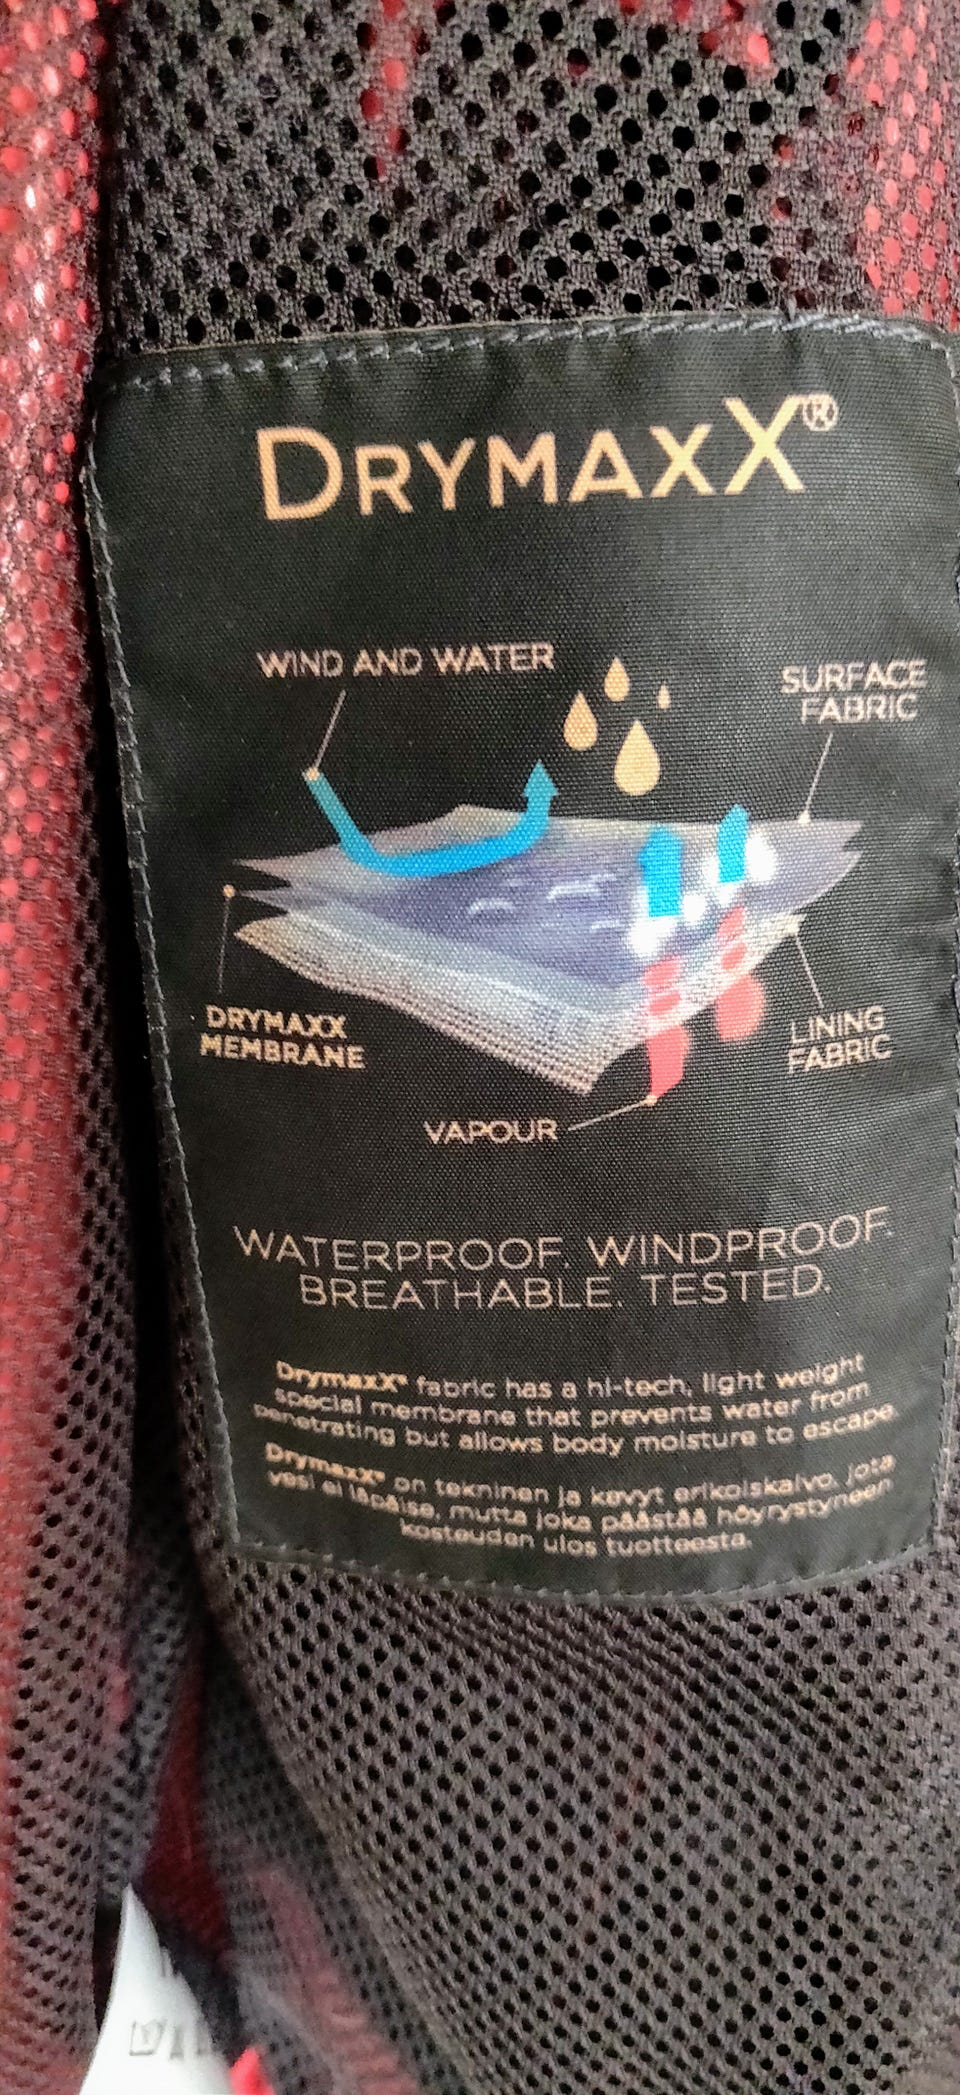 DRYMAXX®
WIND AND WATER
SURFACE
FABRIC
DRYMAXX
MEMBRANE
LINING
FABRIC
VAPOUR
WATERPROOF. WINDPROOF.
BREATHABLE. TESTED.
DrymaxX® fabric has a hi-tech, light weight
special membrane that prevents water from
penetrating but allows body moisture to escape.
DrymaxX® on tekninen ja kevyt erikoiskalvo, jota
vesi ei läpäise, mutta joka päästää höyrystyneen
kosteuden ulos tuotteesta.